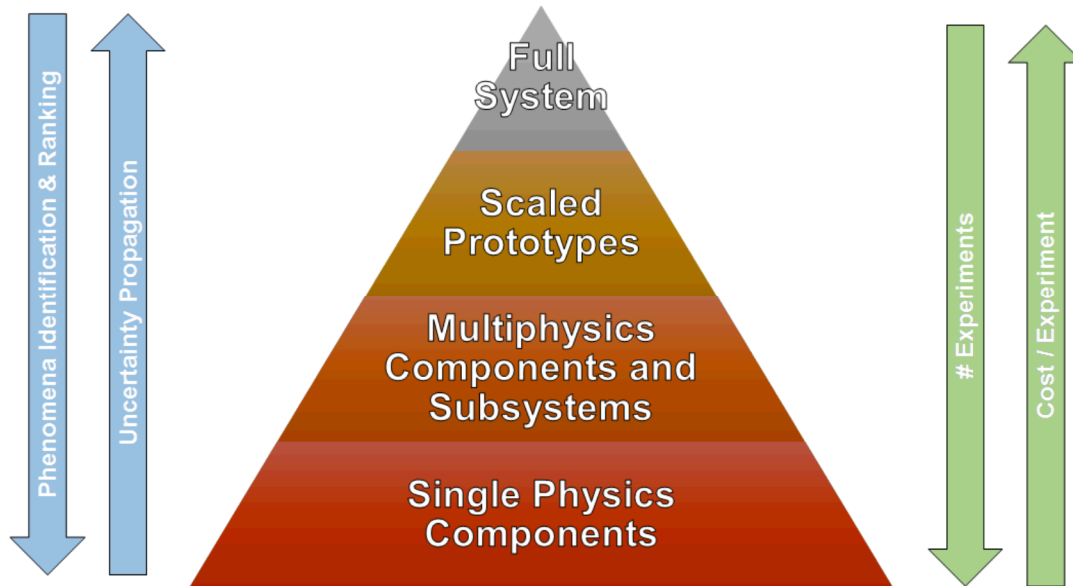 Phenomena Identification & Ranking
Uncertainty Propagation
Full
System
Scaled
Prototypes
Multiphysics
Components and
Subsystems
Single Physics
Components
# Experiments
Cost / Experiment